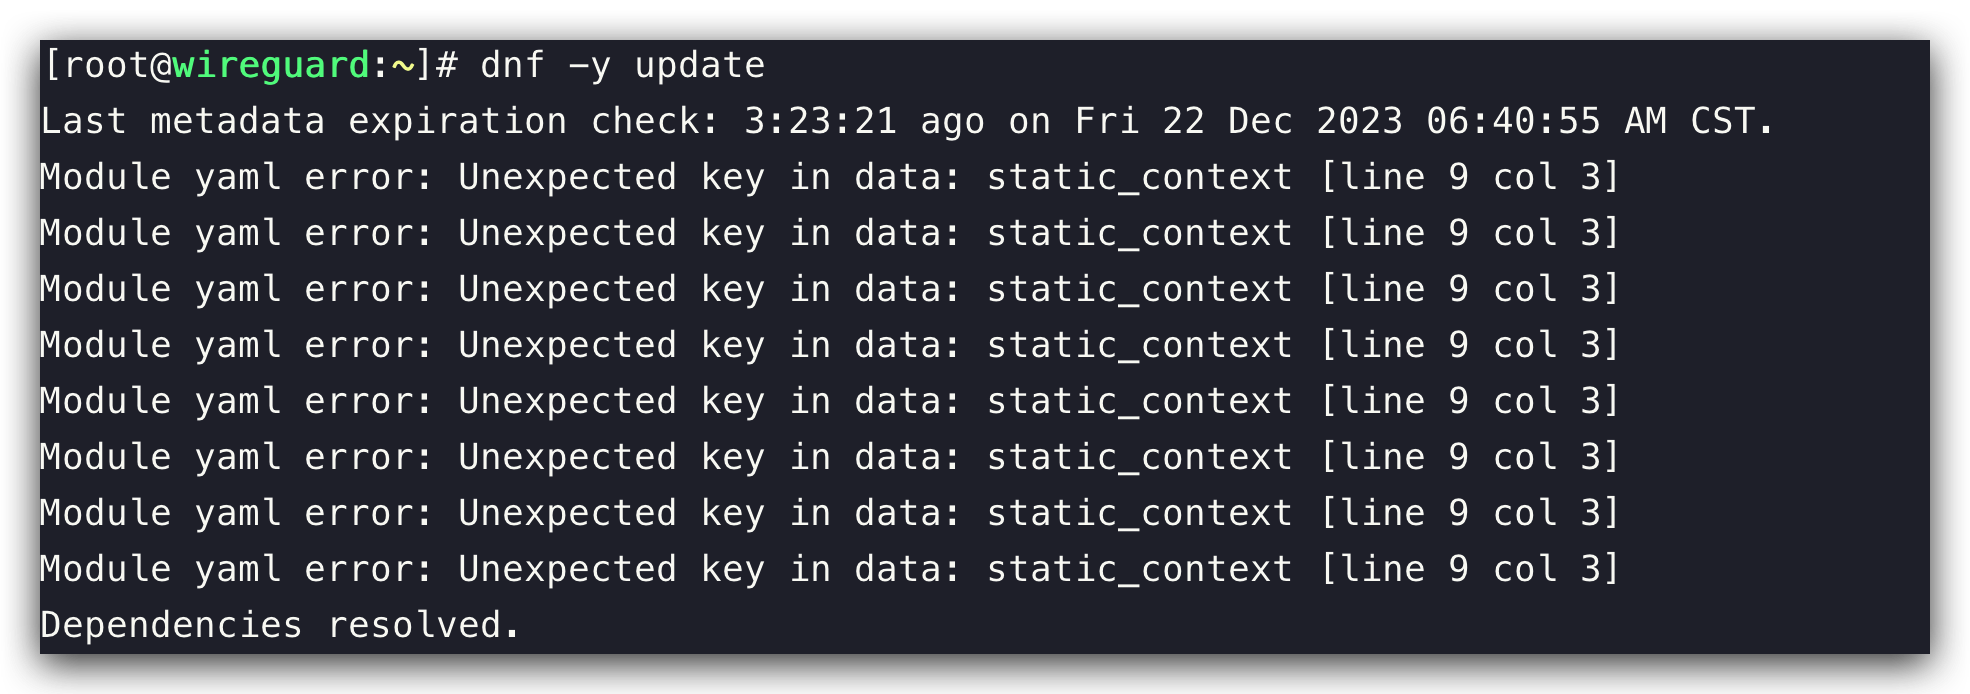 [root@wireguard:~]# dnf -y update
Last metadata expiration check: 3:23:21 ago on Fri 22 Dec 2023 06:40:55 AM CST.
Module yaml error: Unexpected key in data: static_context [line 9 col 3]
Module yaml error: Unexpected key in data: static_context [line 9 col 3]
Module yaml error: Unexpected key in data: static_context [line 9 col 3]
Module yaml error: Unexpected key in data: static_context [line 9 col 3]
Module yaml error: Unexpected key in data: static_context [line 9 col 3]
Module yaml error: Unexpected key in data: static_context [line 9 col 3]
Module yaml error: Unexpected key in data: static_context [line 9 col 3]
Module yaml error: Unexpected key in data: static_context [line 9 col 3]
Dependencies resolved.